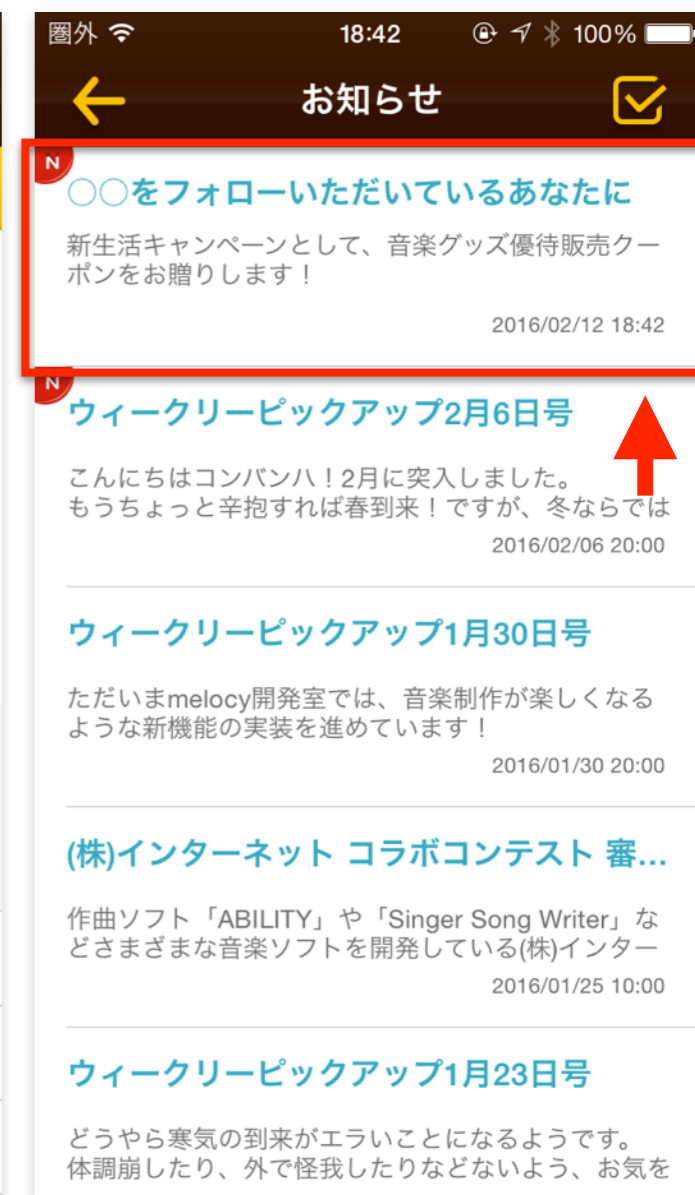 圏外 18:42 100%
お知らせ
N
○○をフォローいただいているあなたに
新生活キャンペーンとして、音楽グッズ優待販売クー
ポンをお贈りします！
2016/02/12 18:42
N
ウィークリーピックアップ2月6日号
こんにちはコンバンハ！2月に突入しました。
もうちょっと辛抱すれば春到来！ですが、冬ならでは
2016/02/06 20:00
ウィークリーピックアップ1月30日号
ただいまmelocy開発室では、音楽制作が楽しくなる
ような新機能の実装を進めています！
2016/01/30 20:00
(株)インターネット コラボコンテスト 審…
作曲ソフト「ABILITY」や「Singer Song Writer」な
どさまざまな音楽ソフトを開発している(株)インター
2016/01/25 10:00
ウィークリーピックアップ1月23日号
どうやら寒気の到来がエラいことになるようです。
体調崩したり、外で怪我したりなどないよう、お気を